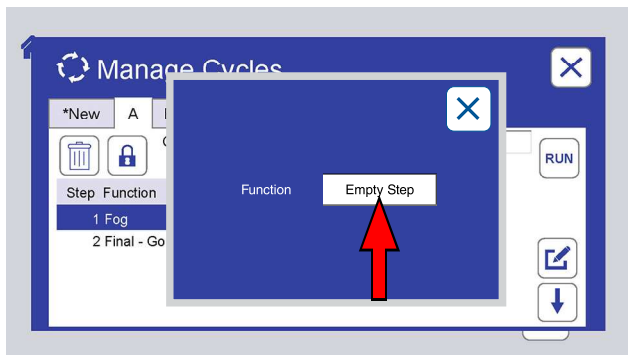 Manage Cycles
*New A
RUN
Step Function
1 Fog
2 Final - Go
Function Empty Step